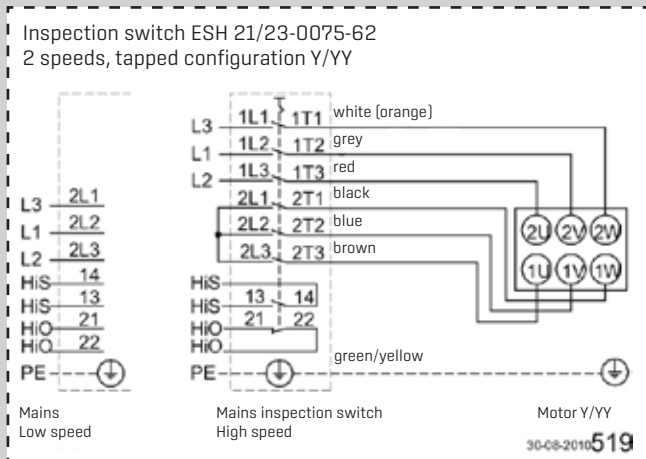 Inspection switch ESH 21/23-0075-62
2 speeds, tapped configuration Y/YY
L3 2L1
L1 2L2
L2 2L3
HiS 14
HiS 13
HiO 21
HiO 22
PE
Mains
Low speed
L3 1L1 1T1 white (orange)
L1 1L2 1T2 grey
L2 1L3 1T3 red
2L1 2T1 black
2L2 2T2 blue
2L3 2T3 brown
HiS
HiS 13 14
HiO 21 22
HiO
PE green/yellow
Mains inspection switch
High speed
2U 2V 2W
1U 1V 1W
Motor Y/YY
30-08-2010 519